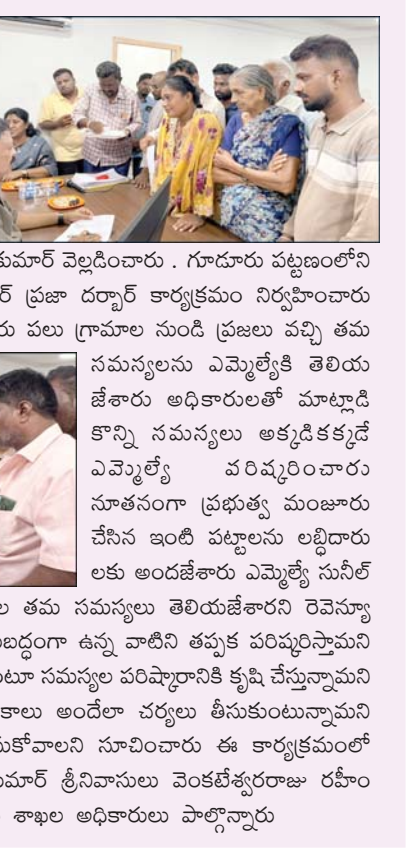 కుమార్ వెల్లడించారు . గూడూరు పట్టణంలోని
ర్ ప్రజా దర్బార్ కార్యక్రమం నిర్వహించారు
రు పలు గ్రామాల నుండి ప్రజలు వచ్చి తమ
సమస్యలను ఎమ్మెల్యేకి తెలియ
జేశారు అధికారులతో మాట్లాడి
కొన్ని సమస్యలు అక్కడికక్కడే
ఎమ్మెల్యే వరిష్కరించారు
నూతనంగా ప్రభుత్వ మంజూరు
చేసిన ఇంటి పట్టాలను లబ్ధిదారు
లకు అందజేశారు ఎమ్మెల్యే సునీల్
ల తమ సమస్యలు తెలియజేశారని రెవెన్యూ
బద్ధంగా ఉన్న వాటిని తప్పక పరిష్కరిస్తామని
ంటూ సమస్యల పరిష్కారానికి కృషి చేస్తున్నామని
కాలు అందేలా చర్యలు తీసుకుంటున్నామని
కోవాలని సూచించారు ఈ కార్యక్రమంలో
మార్ శ్రీనివాసులు వెంకటేశ్వరరాజు రహీం
శాఖల అధికారులు పాల్గొన్నారు